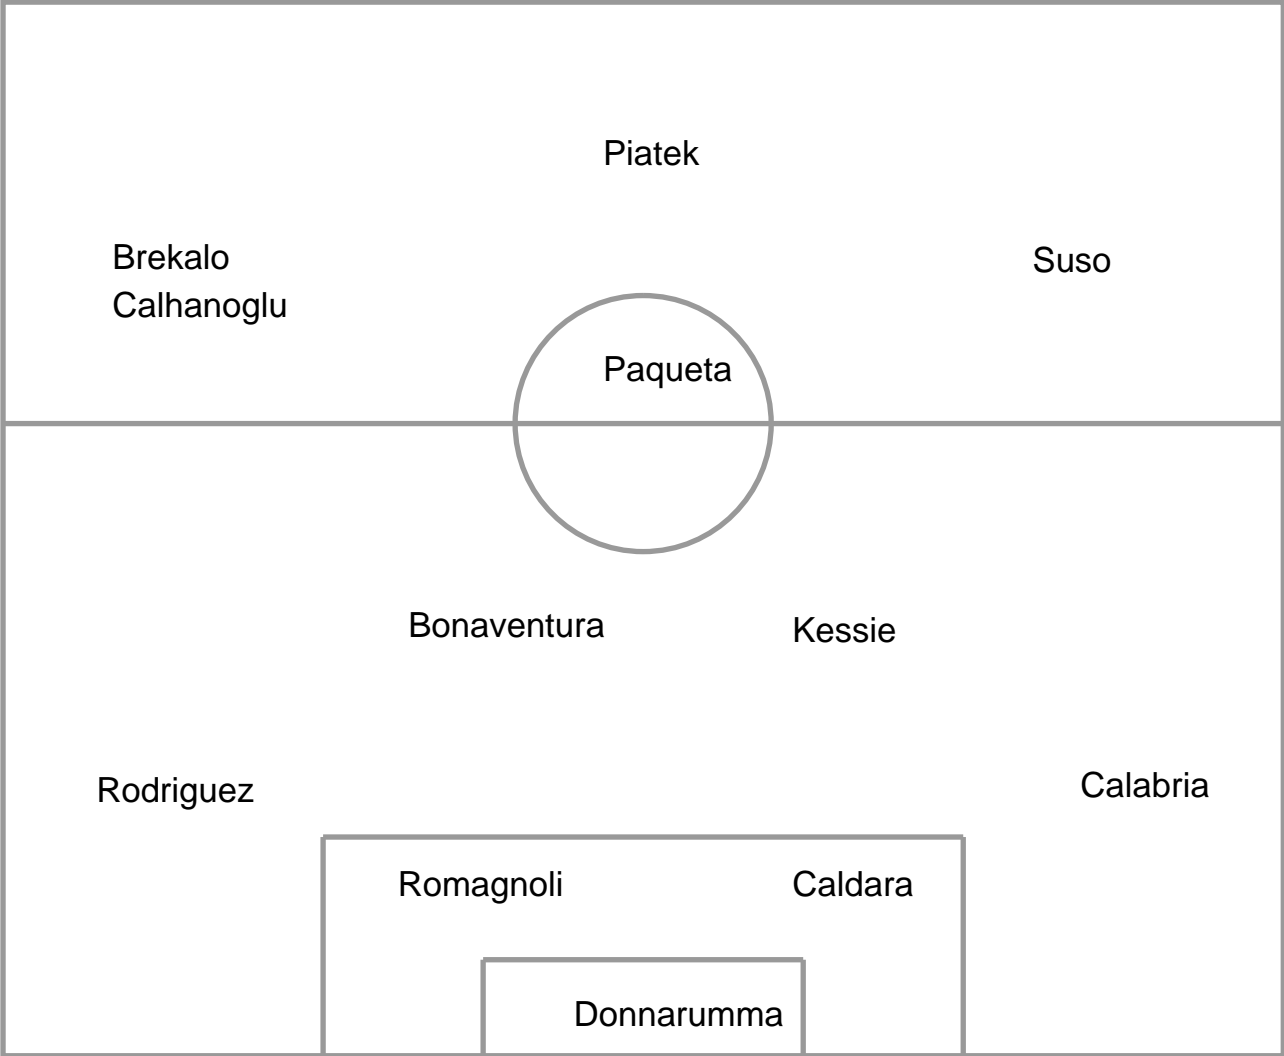 Piatek
Brekalo
Suso
Calhanoglu
Paqueta
Bonaventura
Kessie
Rodriguez
Calabria
Romagnoli
Caldara
Donnarumma